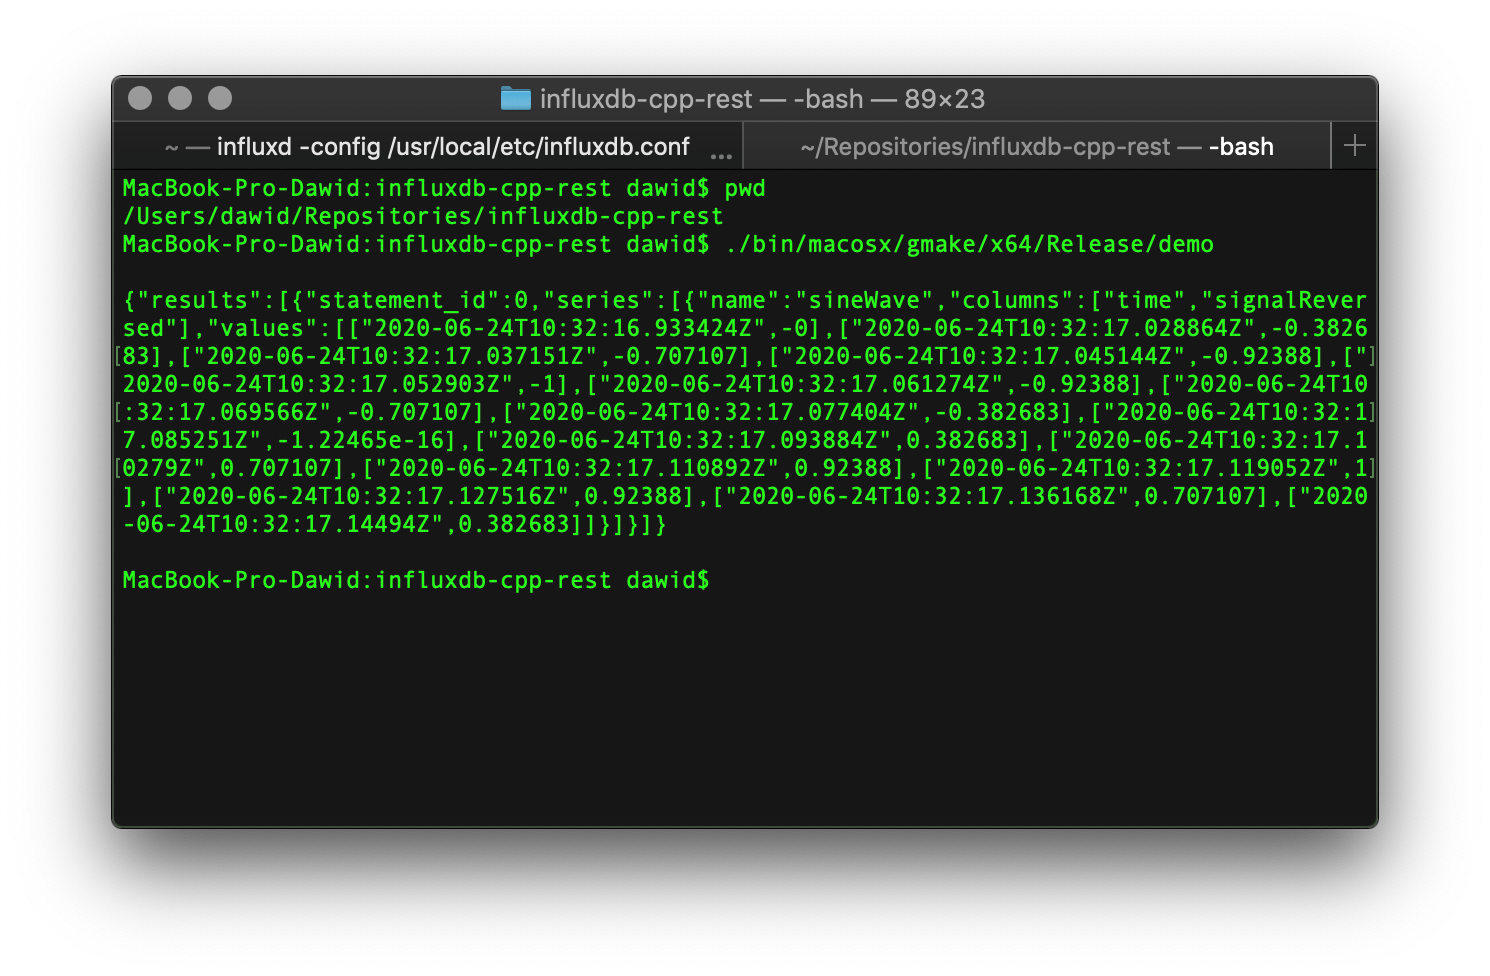 influxdb-cpp-rest — -bash — 89×23
~ — influxd -config /usr/local/etc/influxdb.conf ...
~/Repositories/influxdb-cpp-rest — -bash
+
MacBook-Pro-Dawid:influxdb-cpp-rest dawid$ pwd
/Users/dawid/Repositories/influxdb-cpp-rest
MacBook-Pro-Dawid:influxdb-cpp-rest dawid$ ./bin/macosx/gmake/x64/Release/demo
{"results":[{"statement_id":0,"series":[{"name":"sineWave","columns":["time","signalRever
sed"],"values":[["2020-06-24T10:32:16.933424Z",-0],["2020-06-24T10:32:17.028864Z",-0.3826
[83],["2020-06-24T10:32:17.037151Z",-0.707107],["2020-06-24T10:32:17.045144Z",-0.92388],["]
2020-06-24T10:32:17.052903Z",-1],["2020-06-24T10:32:17.061274Z",-0.92388],["2020-06-24T10
[:32:17.069566Z",-0.707107],["2020-06-24T10:32:17.077404Z",-0.382683],["2020-06-24T10:32:1]
7.085251Z",-1.22465e-16],["2020-06-24T10:32:17.093884Z",0.382683],["2020-06-24T10:32:17.1
[0279Z",0.707107],["2020-06-24T10:32:17.110892Z",0.92388],["2020-06-24T10:32:17.119052Z",1]
],["2020-06-24T10:32:17.127516Z",0.92388],["2020-06-24T10:32:17.136168Z",0.707107],["2020
-06-24T10:32:17.14494Z",0.382683]]}]}]}
MacBook-Pro-Dawid:influxdb-cpp-rest dawid$